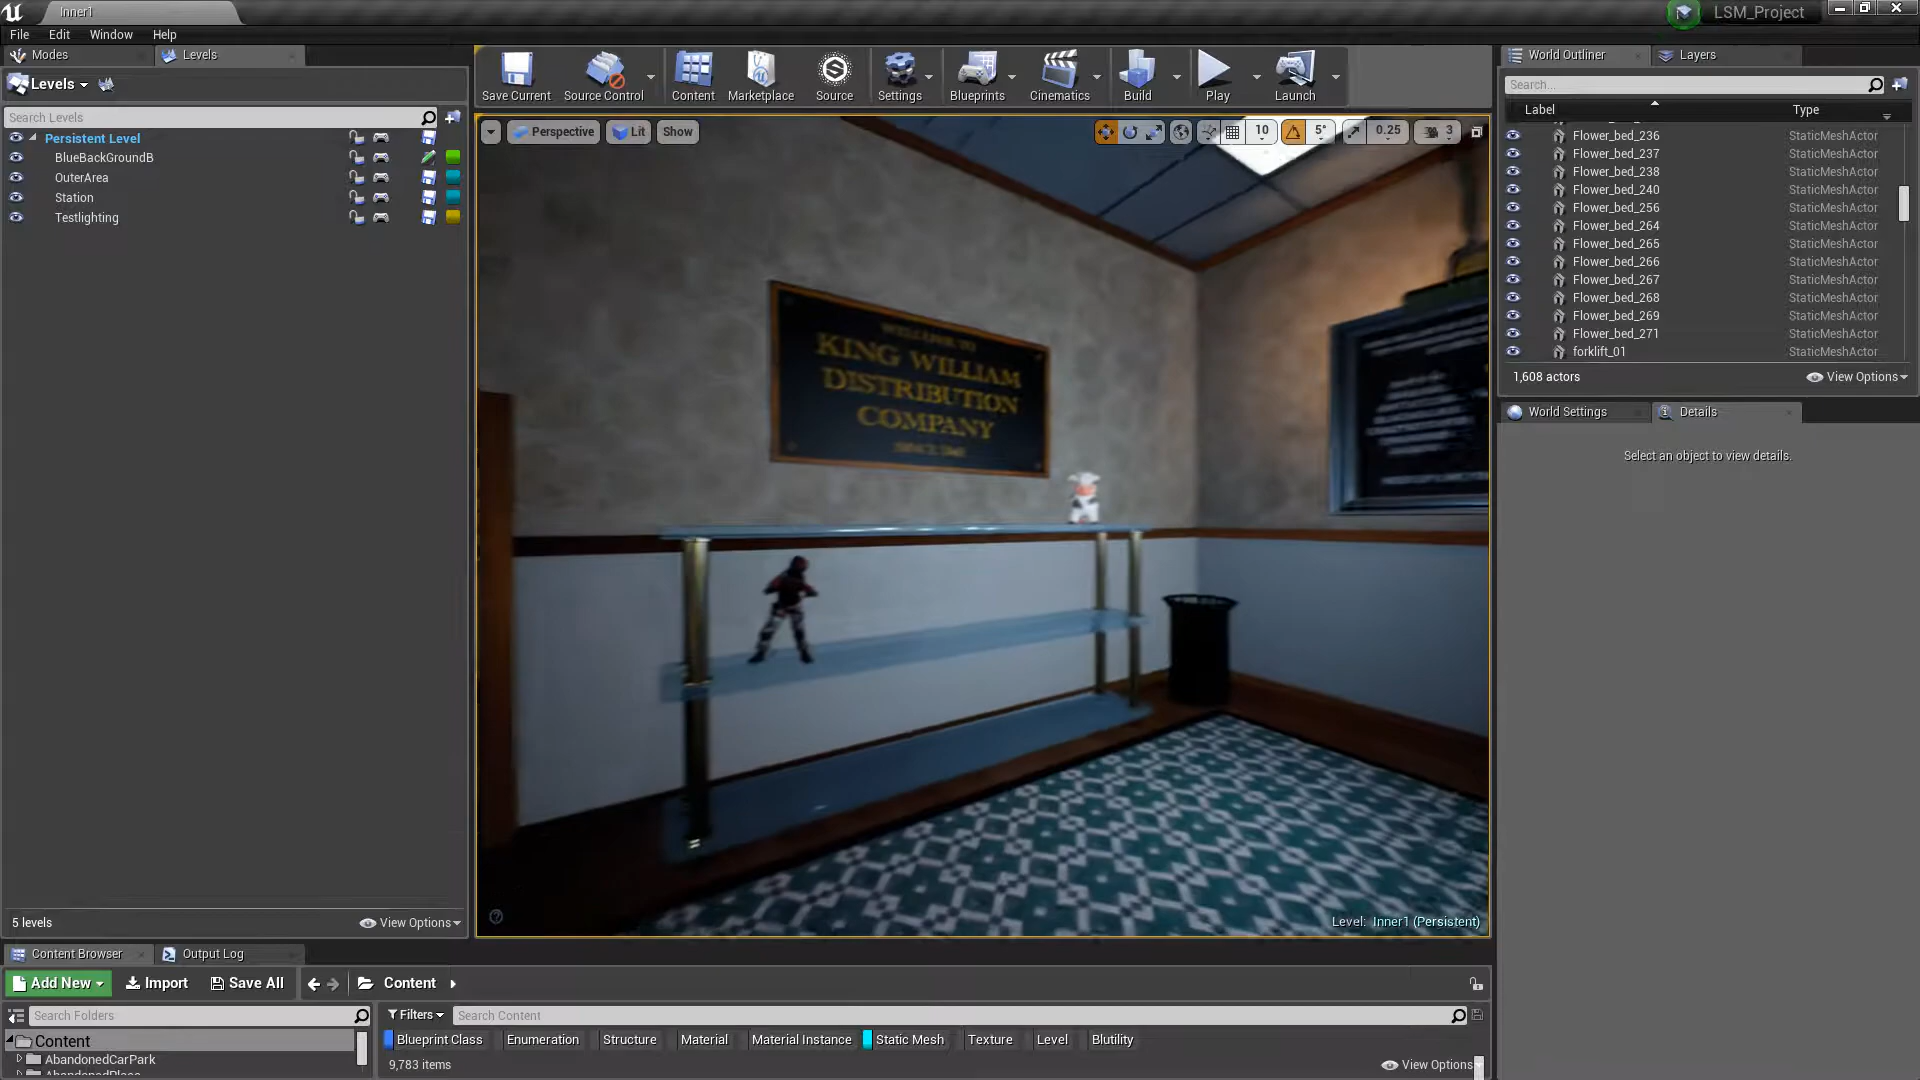 Inner1
LSM_Project
File Edit Window Help
Modes
Levels
Levels
Search Levels
Persistent Level
BlueBackGroundB
OuterArea
Station
Testlighting
5 levels
View Options
Save Current
Source Control
Content
Marketplace
Source
Settings
Blueprints
Cinematics
Build
Play
Launch
Perspective
Lit
Show
10
5°
0.25
3
WELCOME TO
KING WILLIAM
DISTRIBUTION
COMPANY
Level: Inner1 (Persistent)
World Outliner
Layers
Search...
Label Type
Flower_bed_236 StaticMeshActor
Flower_bed_237 StaticMeshActor
Flower_bed_238 StaticMeshActor
Flower_bed_240 StaticMeshActor
Flower_bed_256 StaticMeshActor
Flower_bed_264 StaticMeshActor
Flower_bed_265 StaticMeshActor
Flower_bed_266 StaticMeshActor
Flower_bed_267 StaticMeshActor
Flower_bed_268 StaticMeshActor
Flower_bed_269 StaticMeshActor
Flower_bed_271 StaticMeshActor
forklift_01 StaticMeshActor
1,608 actors
View Options
World Settings
Details
Select an object to view details.
Content Browser
Output Log
Add New
Import
Save All
Content
Search Folders
Content
AbandonedCarPark
Filters
Search Content
Blueprint Class
Enumeration
Structure
Material
Material Instance
Static Mesh
Texture
Level
Blutility
9,783 items
View Options